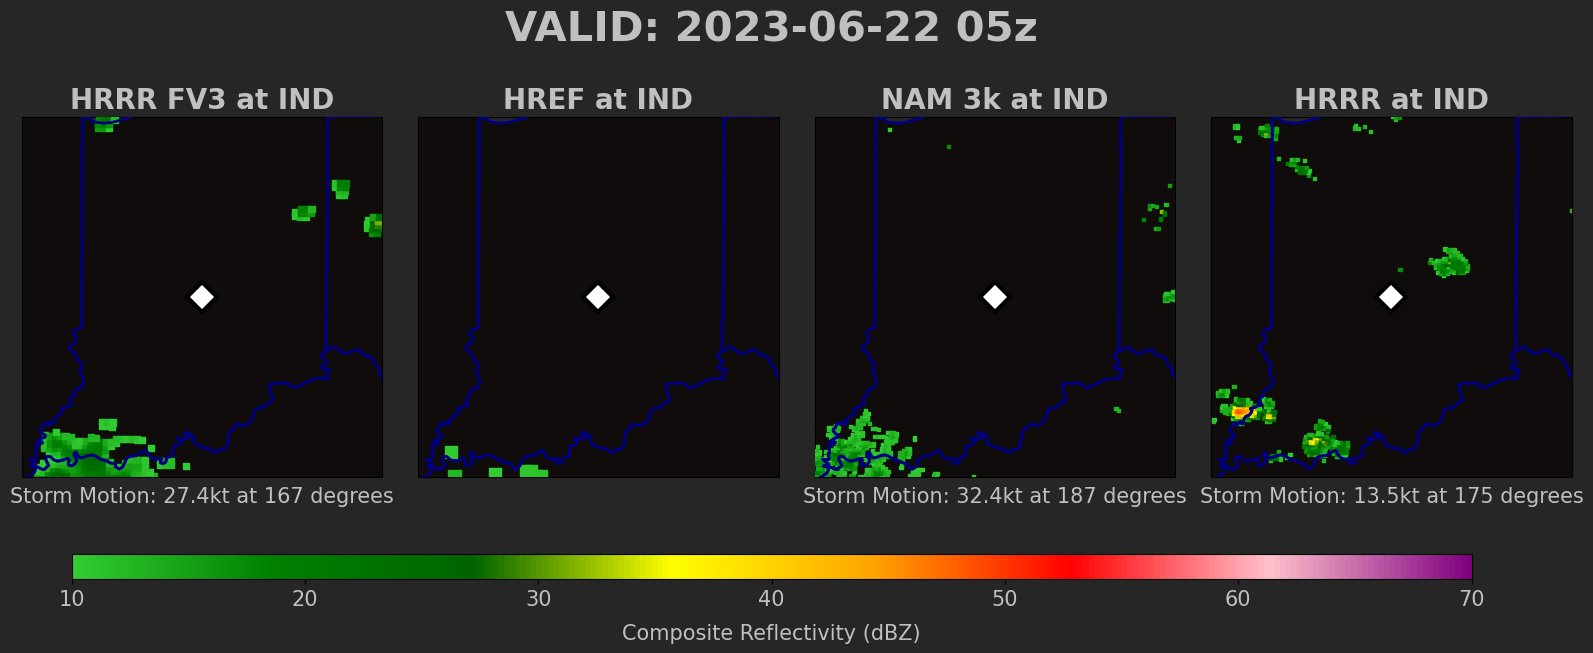 VALID: 2023-06-22 05z
HRRR FV3 at IND
HREF at IND
NAM 3k at IND
HRRR at IND
Storm Motion: 27.4kt at 167 degrees
Storm Motion: 32.4kt at 187 degrees
Storm Motion: 13.5kt at 175 degrees
10 20 30 40 50 60 70
Composite Reflectivity (dBZ)